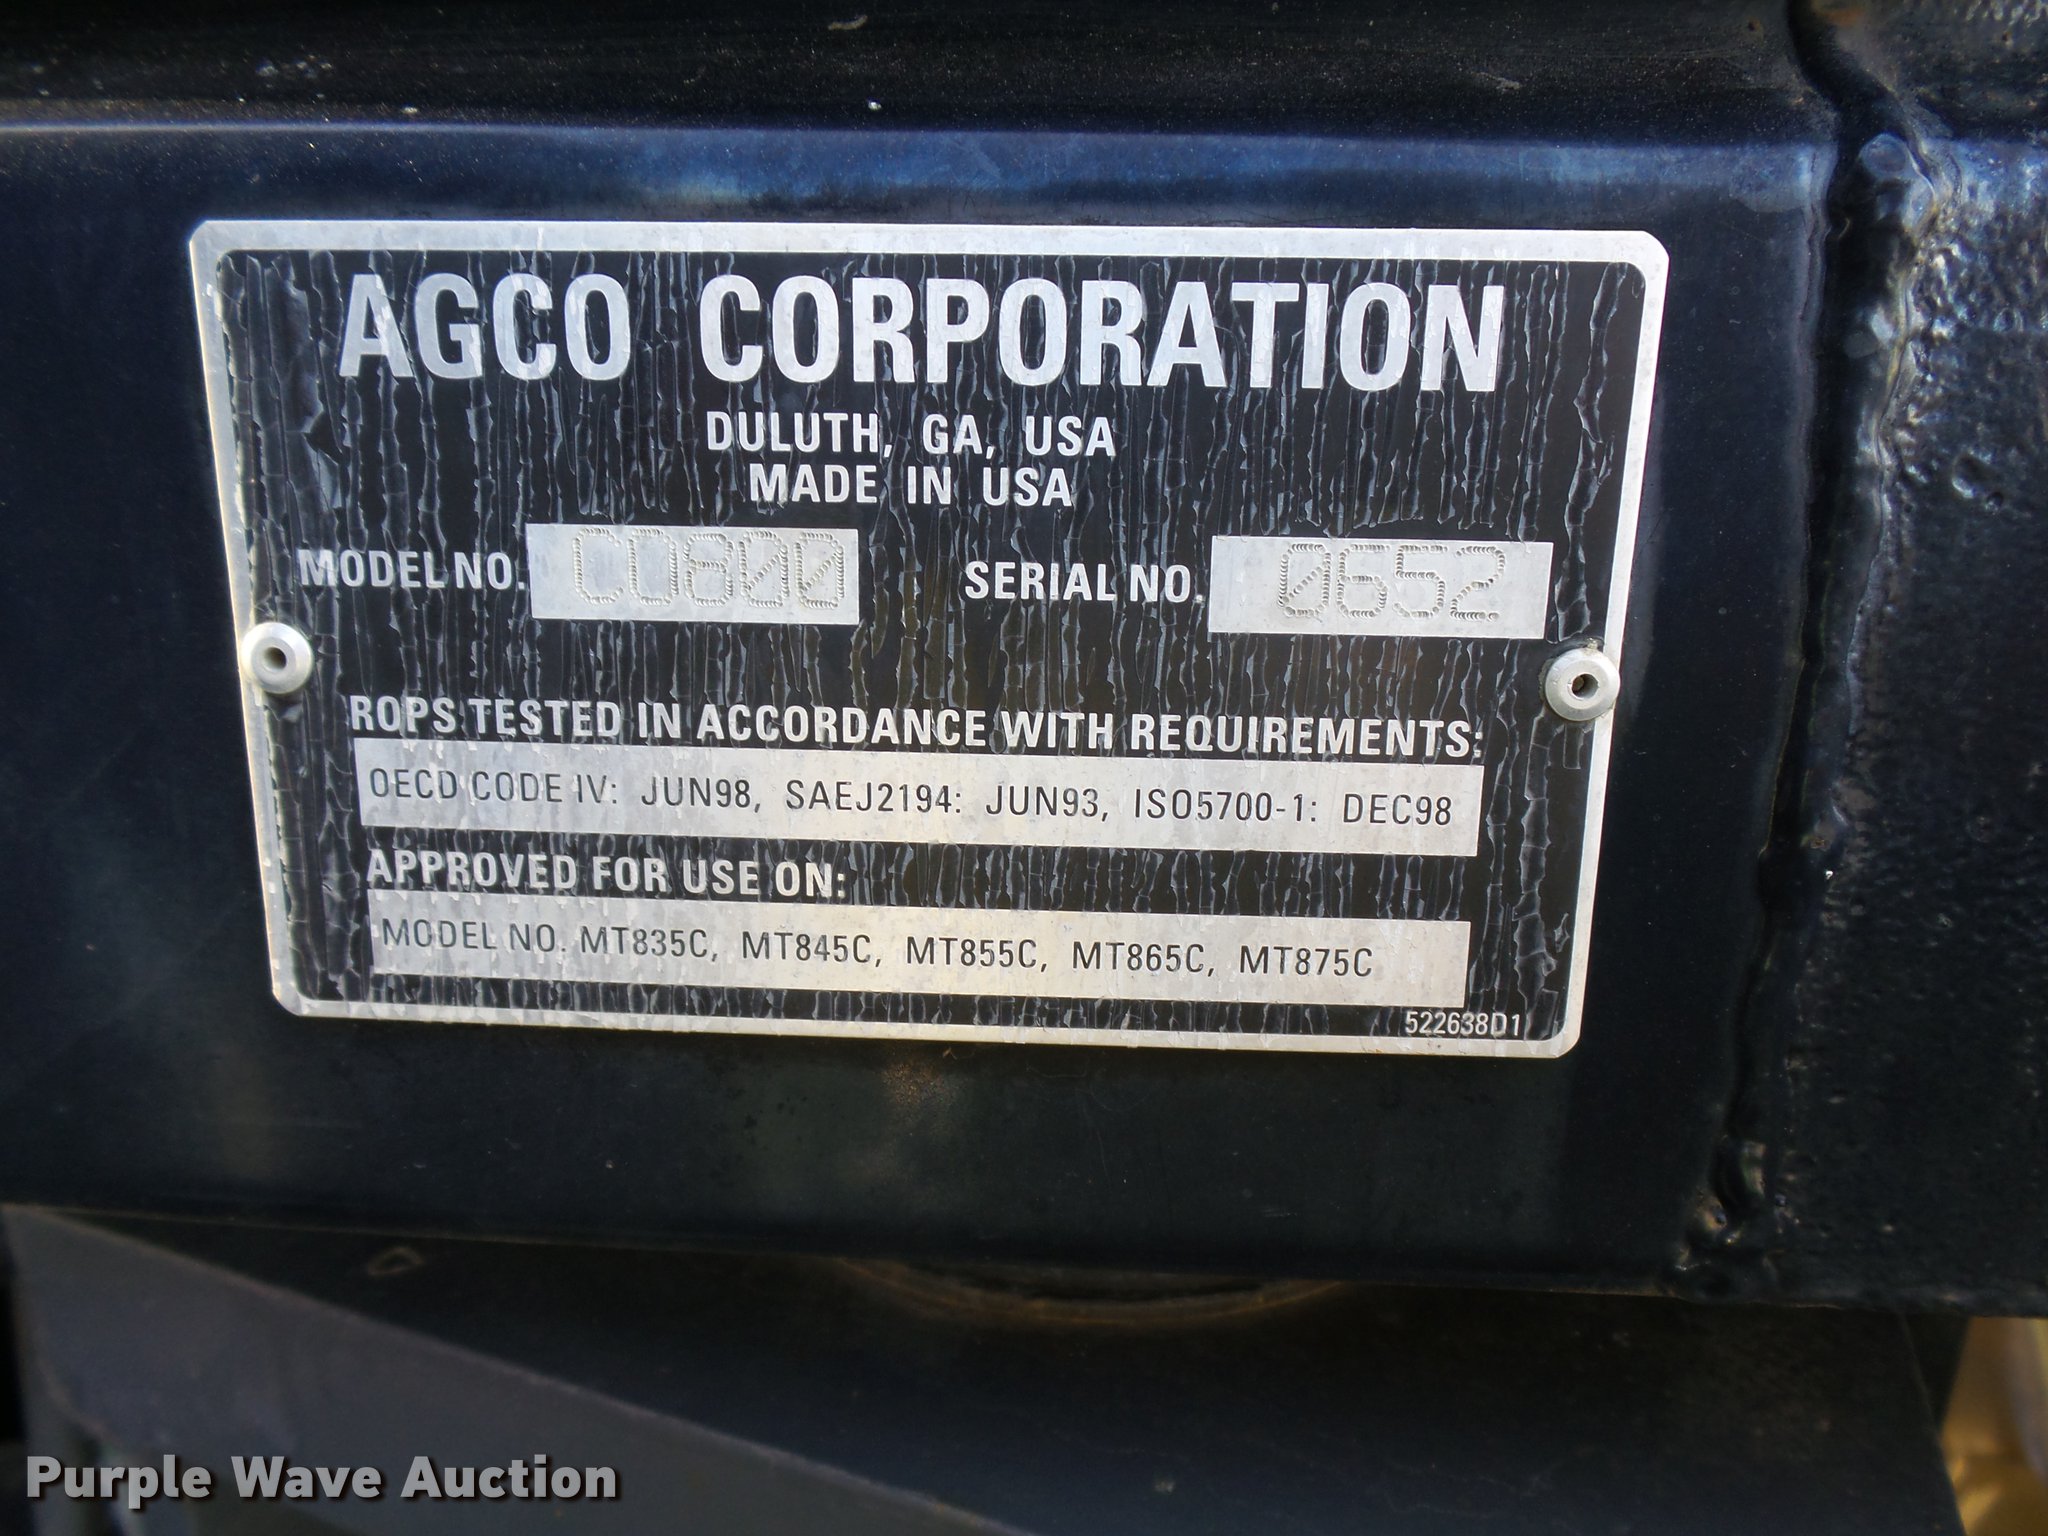 AGCO CORPORATION
DULUTH, GA, USA
MADE IN USA
MODEL NO. CO800 SERIAL NO. 0652
ROPS TESTED IN ACCORDANCE WITH REQUIREMENTS:
OECD CODE IV: JUN98, SAEJ2194: JUN93, ISO5700-1: DEC98
APPROVED FOR USE ON:
MODEL NO. MT835C, MT845C, MT855C, MT865C, MT875C
522638D1
Purple Wave Auction